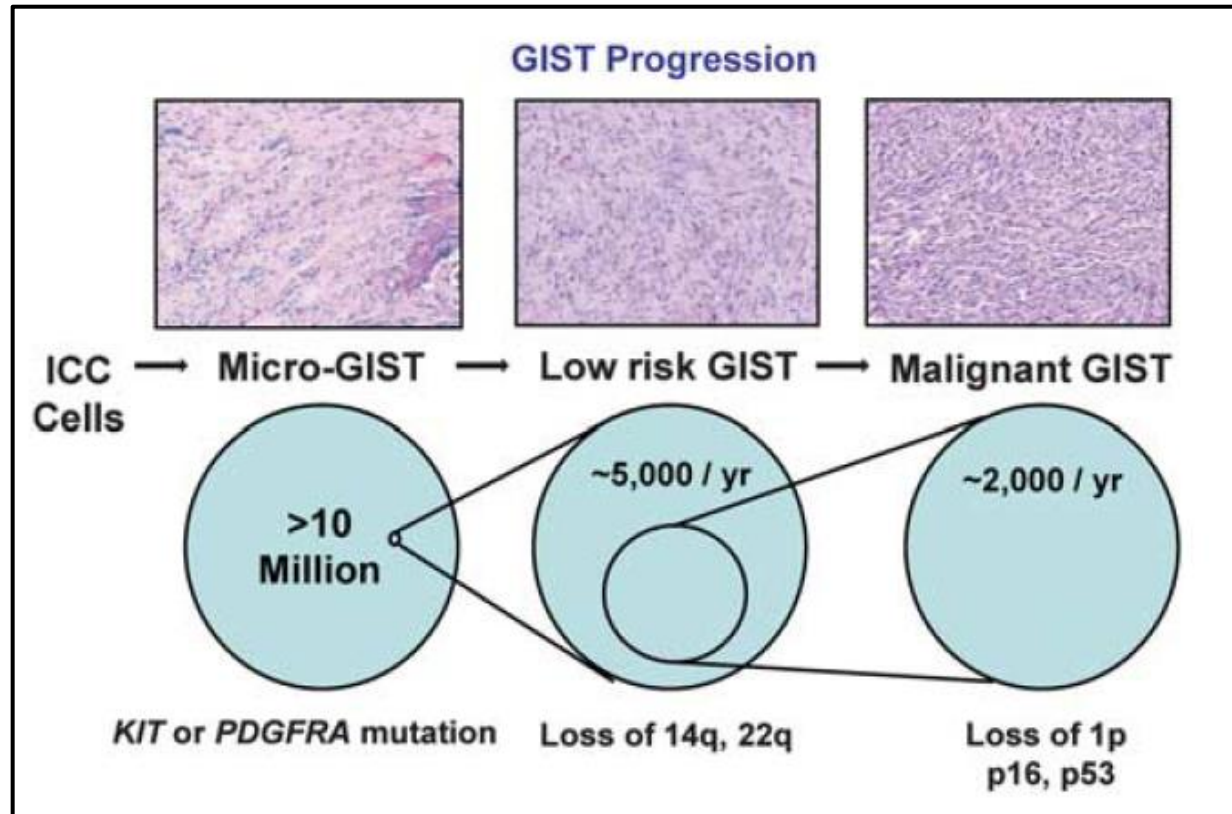 GIST Progression
ICC → Micro-GIST → Low risk GIST → Malignant GIST
Cells
>10
Million
~5,000 / yr
~2,000 / yr
KIT or PDGFRA mutation
Loss of 14q, 22q
Loss of 1p
p16, p53